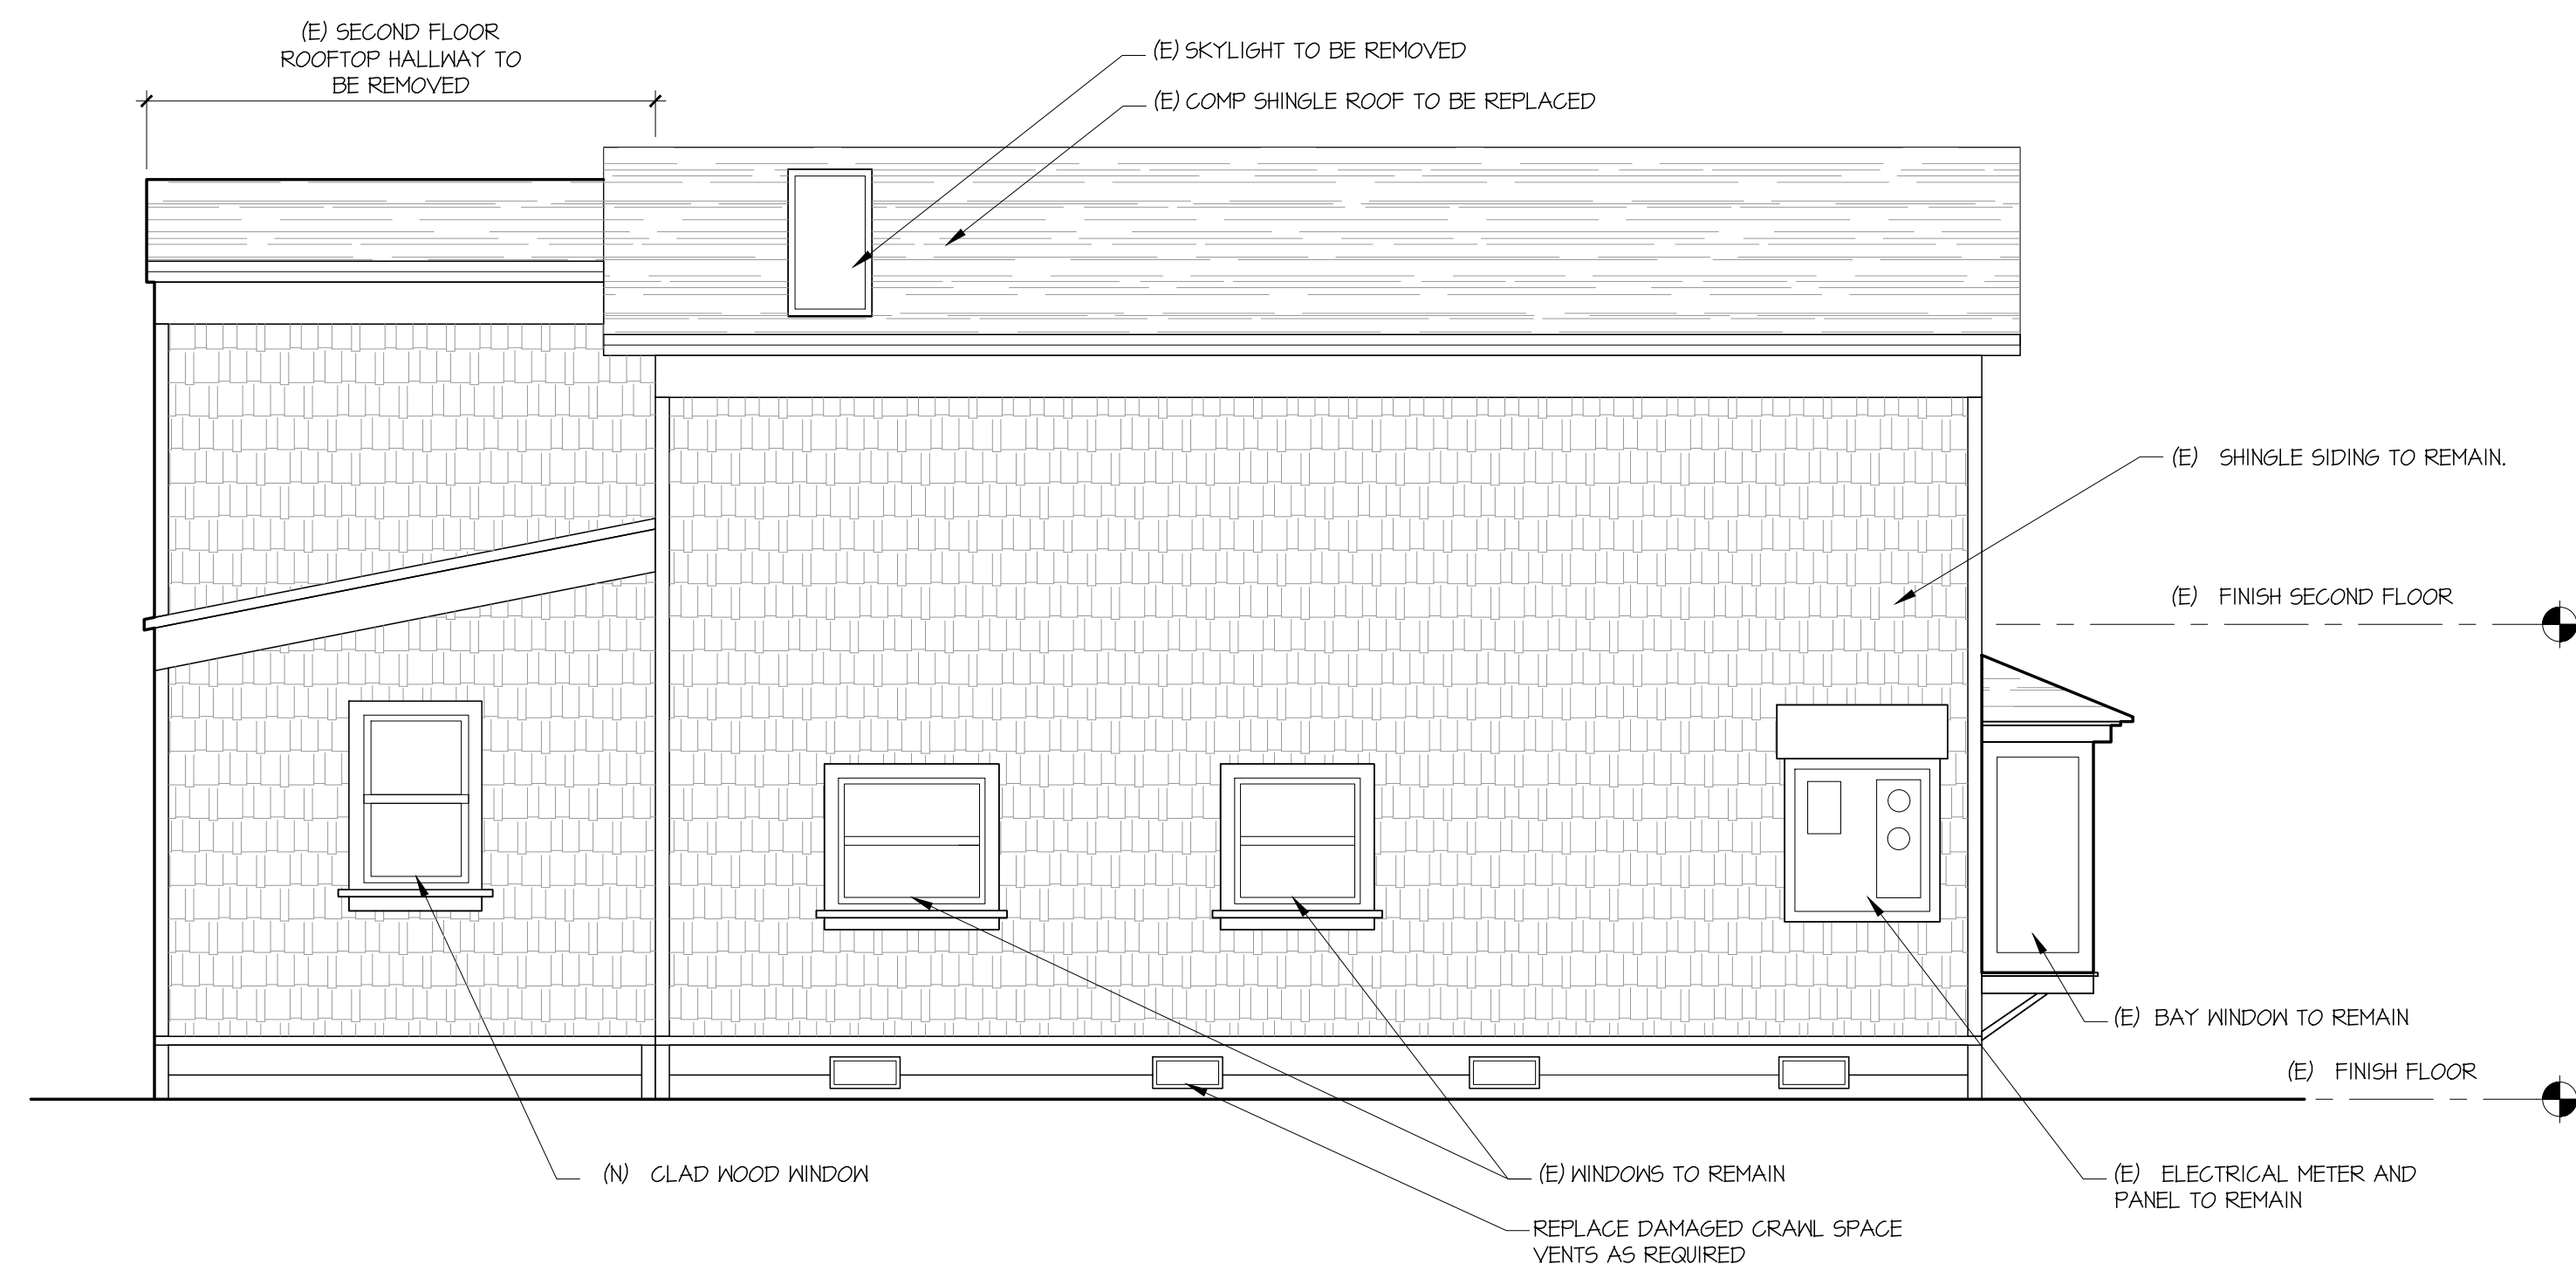 (E) SECOND FLOOR
ROOFTOP HALLWAY TO
BE REMOVED
(E) SKYLIGHT TO BE REMOVED
(E) COMP SHINGLE ROOF TO BE REPLACED
(E) SHINGLE SIDING TO REMAIN.
(E) FINISH SECOND FLOOR
(E) BAY WINDOW TO REMAIN
(E) FINISH FLOOR
(N) CLAD WOOD WINDOW
(E) WINDOWS TO REMAIN
(E) ELECTRICAL METER AND
PANEL TO REMAIN
REPLACE DAMAGED CRAWL SPACE
VENTS AS REQUIRED